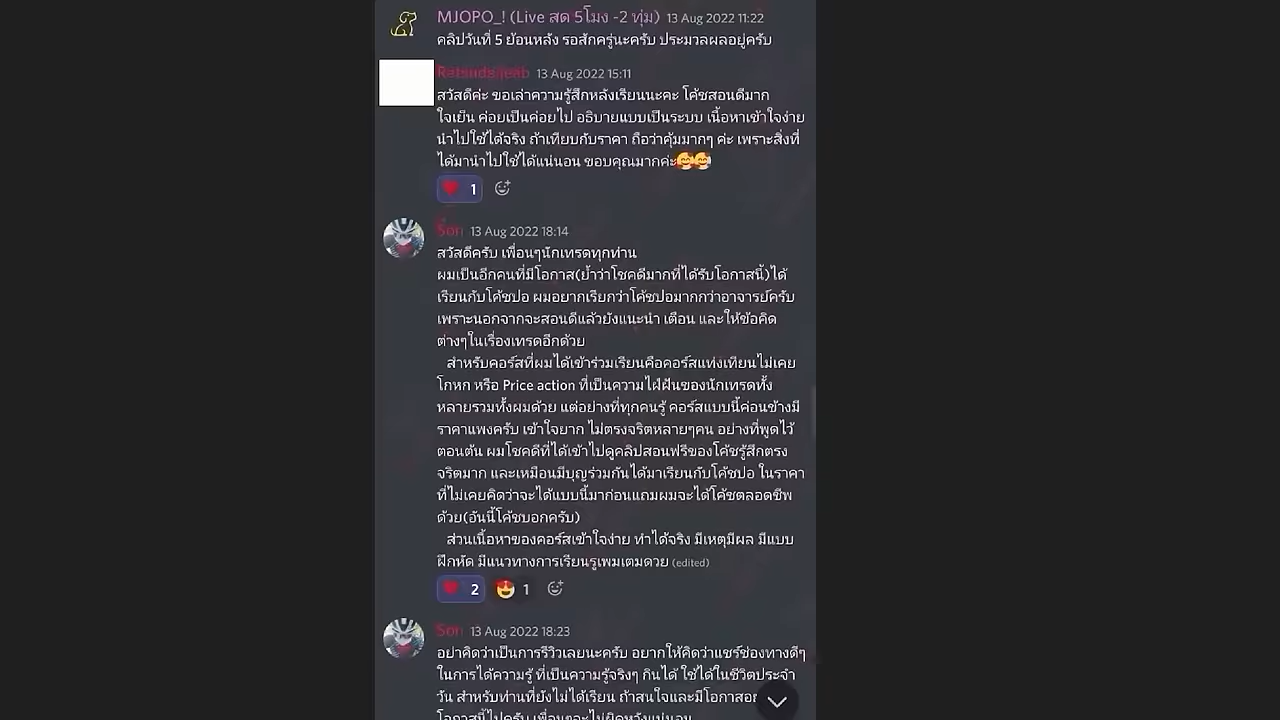 MJOPO_! (Live สด 5โมง -2 ทุ่ม) 13 Aug 2022 11:22
คลิปวันที่ 5 ย้อนหลัง รอสักครู่นะครับ ประมวลผลอยู่ครับ
13 Aug 2022 15:11
สวัสดีค่ะ ขอเล่าความรู้สึกหลังเรียนนะคะ โค้ชสอนดีมาก
ใจเย็น ค่อยเป็นค่อยไป อธิบายแบบเป็นระบบ เนื้อหาเข้าใจง่าย
นำไปใช้ได้จริง ถ้าเทียบกับราคา ถือว่าคุ้มมากๆ ค่ะ เพราะสิ่งที่
ได้มานำไปใช้ได้แน่นอน ขอบคุณมากค่ะ🥰🥰
1
Son 13 Aug 2022 18:14
สวัสดีครับ เพื่อนๆนักเทรดทุกท่าน
ผมเป็นอีกคนที่มีโอกาส(ย้ำว่าโชคดีมากที่ได้รับโอกาสนี้)ได้
เรียนกับโค้ชปอ ผมอยากเรียกว่าโค้ชปอมากกว่าอาจารย์ครับ
เพราะนอกจากจะสอนดีแล้วยังแนะนำ เตือน และให้ข้อคิด
ต่างๆในเรื่องเทรดอีกด้วย
สำหรับคอร์สที่ผมได้เข้าร่วมเรียนคือคอร์สแท่งเทียนไม่เคย
โกหก หรือ Price action ที่เป็นความไฝ่ฝันของนักเทรดทั้ง
หลายรวมทั้งผมด้วย แต่อย่างที่ทุกคนรู้ คอร์สแบบนี้ค่อนข้างมี
ราคาแพงครับ เข้าใจยาก ไม่ตรงจริตหลายๆคน อย่างที่พูดไว้
ตอนต้น ผมโชคดีที่ได้เข้าไปดูคลิปสอนฟรีของโค้ชรู้สึกตรง
จริตมาก และเหมือนมีบุญร่วมกันได้มาเรียนกับโค้ชปอ ในราคา
ที่ไม่เคยคิดว่าจะได้แบบนี้มาก่อนแถมผมจะได้โค้ชตลอดชีพ
ด้วย(อันนี้โค้ชบอกครับ)
ส่วนเนื้อหาของคอร์สเข้าใจง่าย ทำได้จริง มีเหตุมีผล มีแบบ
ฝึกหัด มีแนวทางการเรียนรู้เพิ่มเติมด้วย (edited)
2 1
Son 13 Aug 2022 18:23
อย่าคิดว่าเป็นการรีวิวเลยนะครับ อยากให้คิดว่าแชร์ช่องทางดีๆ
ในการได้ความรู้ ที่เป็นความรู้จริงๆ กินได้ ใช้ได้ในชีวิตประจำ
วัน สำหรับท่านที่ยังไม่ได้เรียน ถ้าสนใจและมีโอกาส